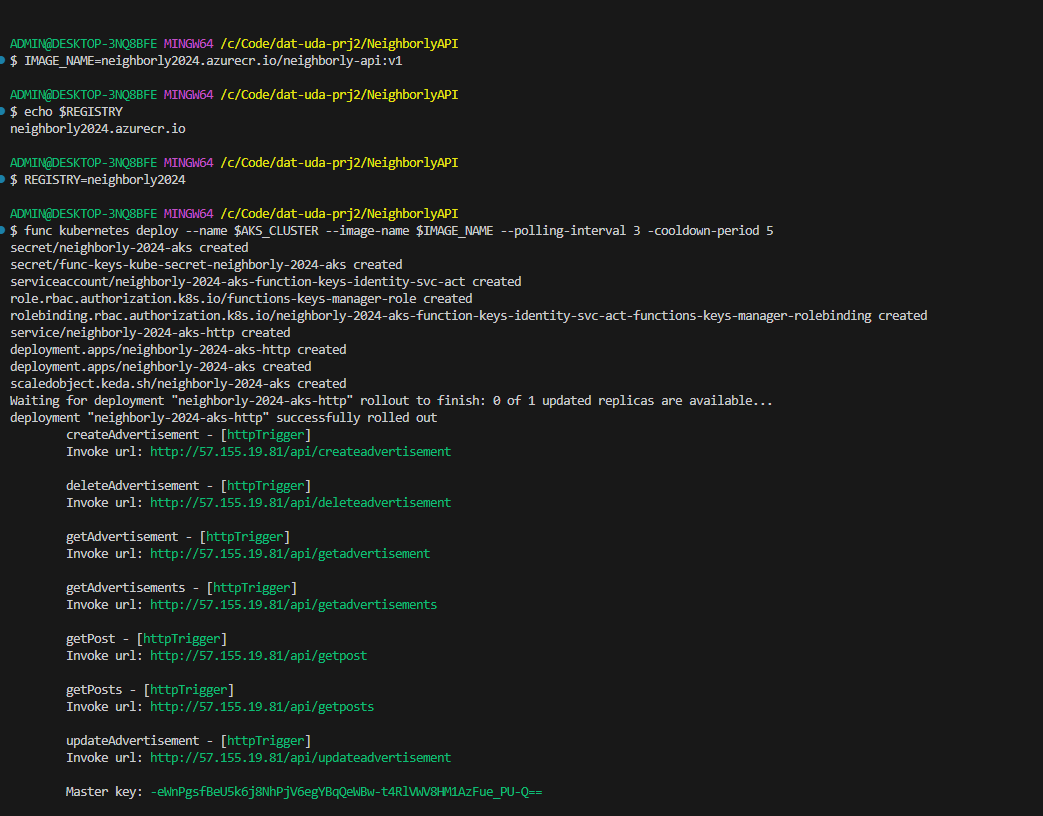 ADMIN@DESKTOP-3NQ8BFE MINGW64 /c/Code/dat-uda-prj2/NeighborlyAPI
$ IMAGE_NAME=neighborly2024.azurecr.io/neighborly-api:v1
ADMIN@DESKTOP-3NQ8BFE MINGW64 /c/Code/dat-uda-prj2/NeighborlyAPI
$ echo $REGISTRY
neighborly2024.azurecr.io
ADMIN@DESKTOP-3NQ8BFE MINGW64 /c/Code/dat-uda-prj2/NeighborlyAPI
$ REGISTRY=neighborly2024
ADMIN@DESKTOP-3NQ8BFE MINGW64 /c/Code/dat-uda-prj2/NeighborlyAPI
$ func kubernetes deploy --name $AKS_CLUSTER --image-name $IMAGE_NAME --polling-interval 3 -cooldown-period 5
secret/neighborly-2024-aks created
secret/func-keys-kube-secret-neighborly-2024-aks created
serviceaccount/neighborly-2024-aks-function-keys-identity-svc-act created
role.rbac.authorization.k8s.io/functions-keys-manager-role created
rolebinding.rbac.authorization.k8s.io/neighborly-2024-aks-function-keys-identity-svc-act-functions-keys-manager-rolebinding created
service/neighborly-2024-aks-http created
deployment.apps/neighborly-2024-aks-http created
deployment.apps/neighborly-2024-aks created
scaledobject.keda.sh/neighborly-2024-aks created
Waiting for deployment "neighborly-2024-aks-http" rollout to finish: 0 of 1 updated replicas are available...
deployment "neighborly-2024-aks-http" successfully rolled out
createAdvertisement - [httpTrigger]
Invoke url: http://57.155.19.81/api/createadvertisement
deleteAdvertisement - [httpTrigger]
Invoke url: http://57.155.19.81/api/deleteadvertisement
getAdvertisement - [httpTrigger]
Invoke url: http://57.155.19.81/api/getadvertisement
getAdvertisements - [httpTrigger]
Invoke url: http://57.155.19.81/api/getadvertisements
getPost - [httpTrigger]
Invoke url: http://57.155.19.81/api/getpost
getPosts - [httpTrigger]
Invoke url: http://57.155.19.81/api/getposts
updateAdvertisement - [httpTrigger]
Invoke url: http://57.155.19.81/api/updateadvertisement
Master key: -eWnPgsfBeU5k6j8NhPjV6egYBqQeWBw-t4RlVWV8HM1AzFue_PU-Q==